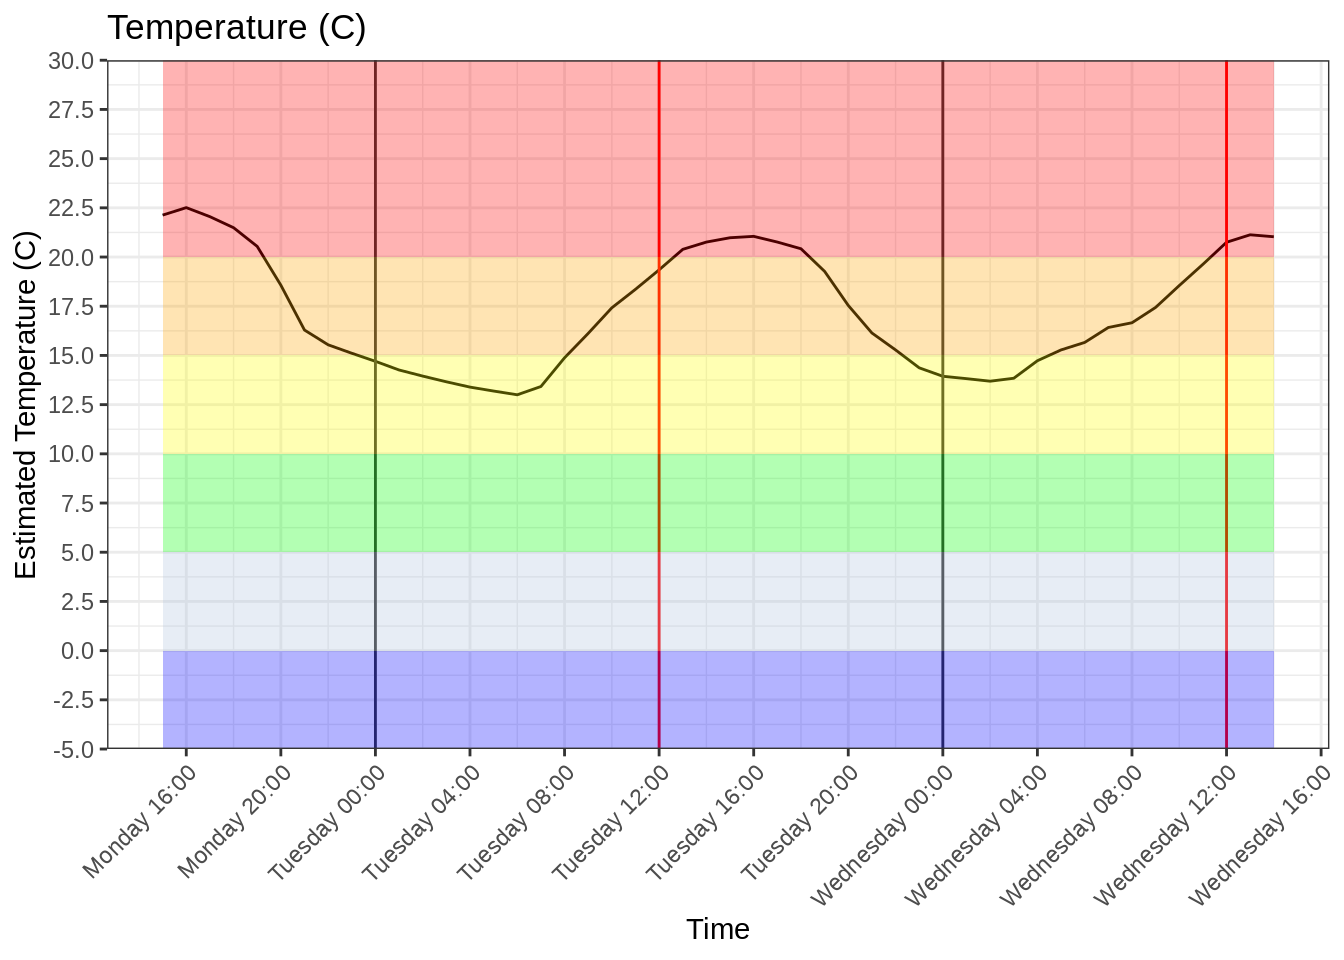 Temperature (C)
Estimated Temperature (C)
30.0
27.5
25.0
22.5
20.0
17.5
15.0
12.5
10.0
7.5
5.0
2.5
0.0
-2.5
-5.0
Monday 16:00
Monday 20:00
Tuesday 00:00
Tuesday 04:00
Tuesday 08:00
Tuesday 12:00
Tuesday 16:00
Tuesday 20:00
Wednesday 00:00
Wednesday 04:00
Wednesday 08:00
Wednesday 12:00
Wednesday 16:00
Time